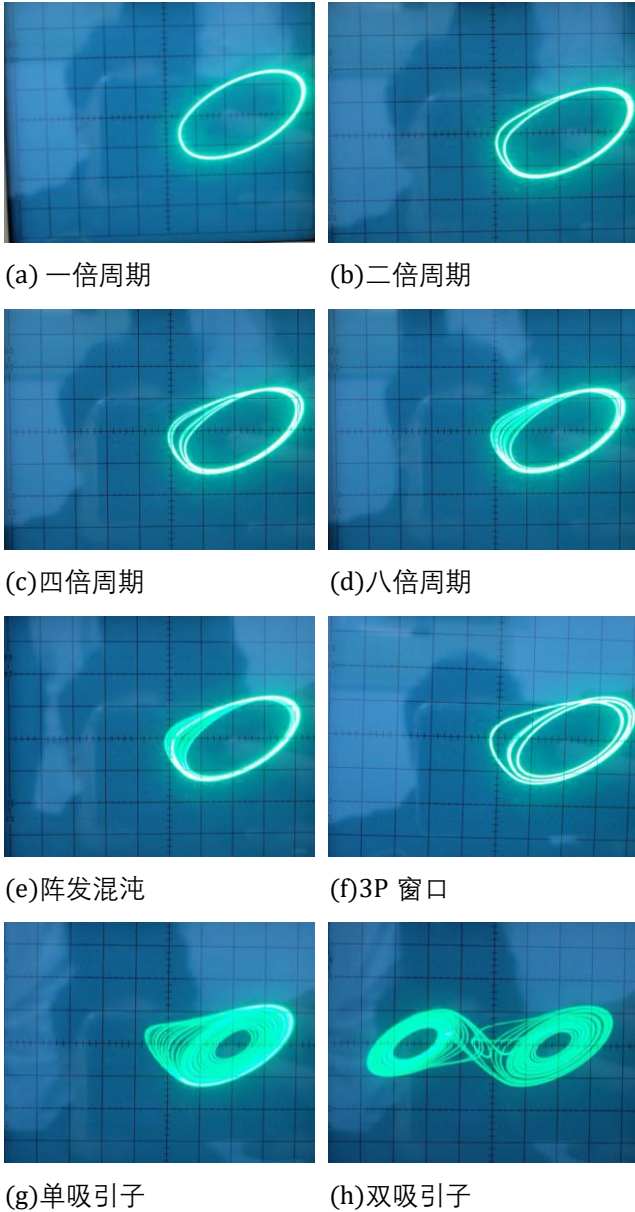 (a) 一倍周期
(b)二倍周期
(c)四倍周期
(d)八倍周期
(e)阵发混沌
(f)3P 窗口
(g)单吸引子
(h)双吸引子